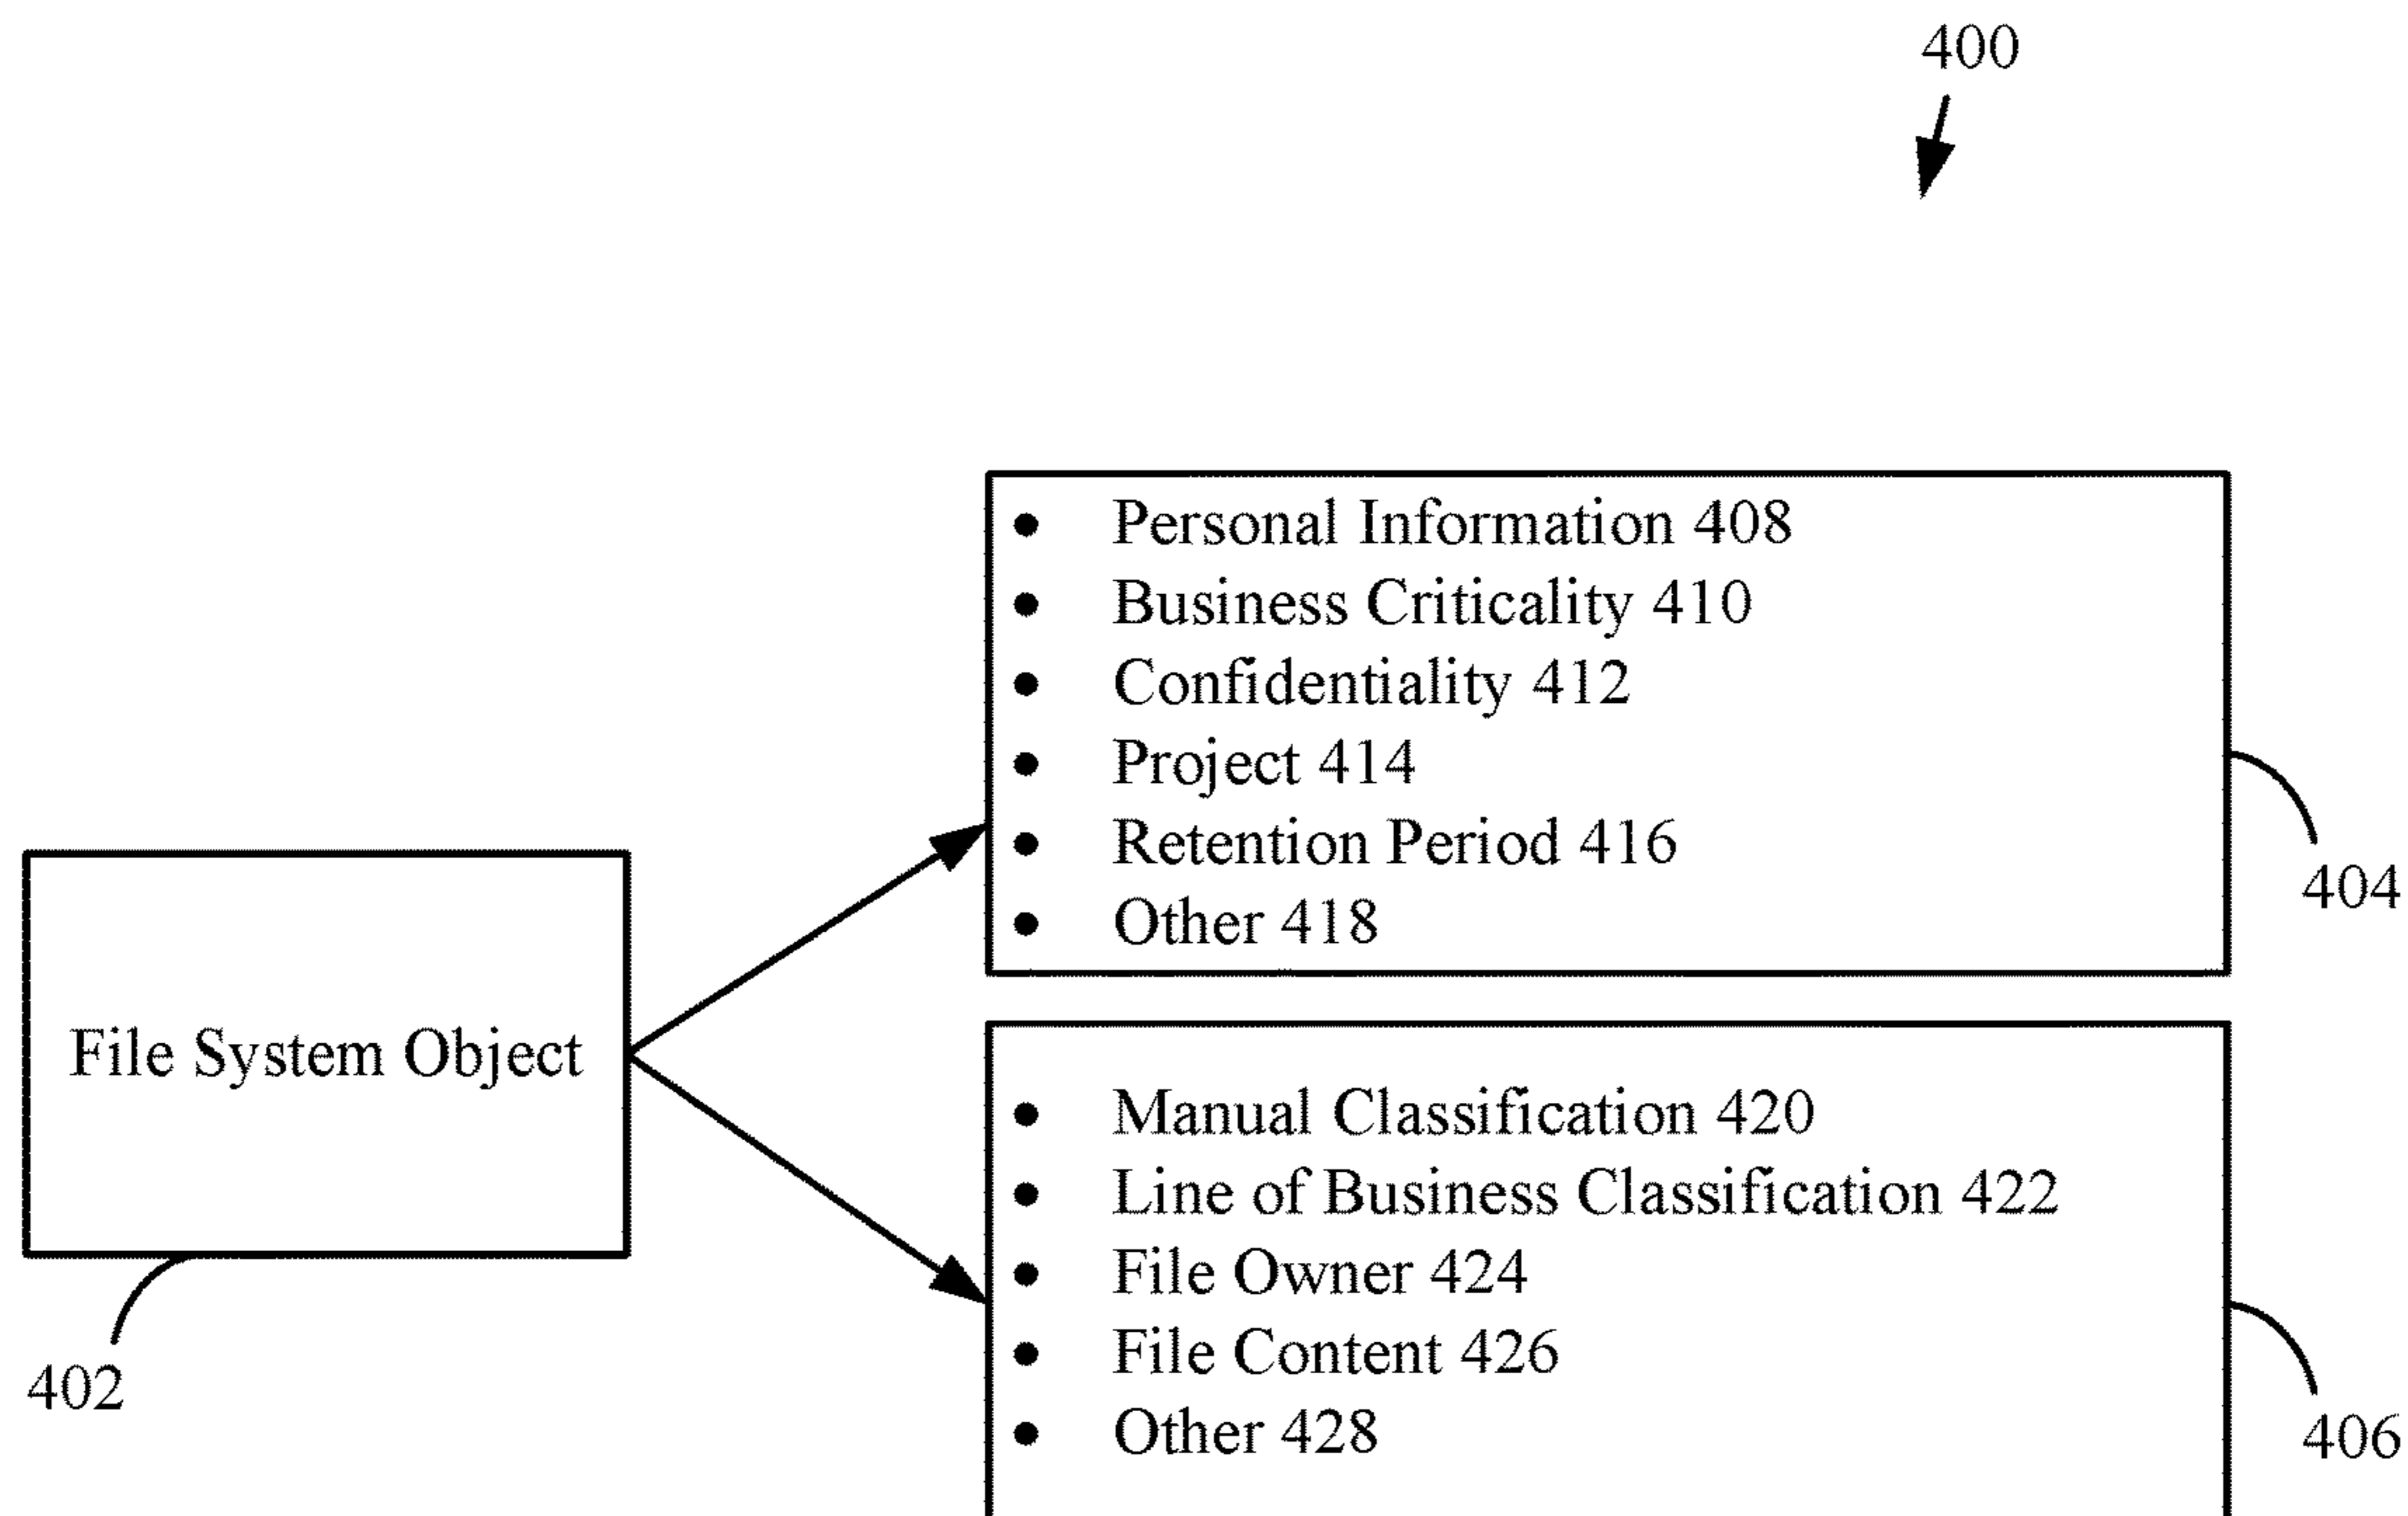 400
• Personal Information 408
• Business Criticality 410
• Confidentiality 412
• Project 414
• Retention Period 416
• Other 418
404
File System Object
402
• Manual Classification 420
• Line of Business Classification 422
• File Owner 424
• File Content 426
• Other 428
406